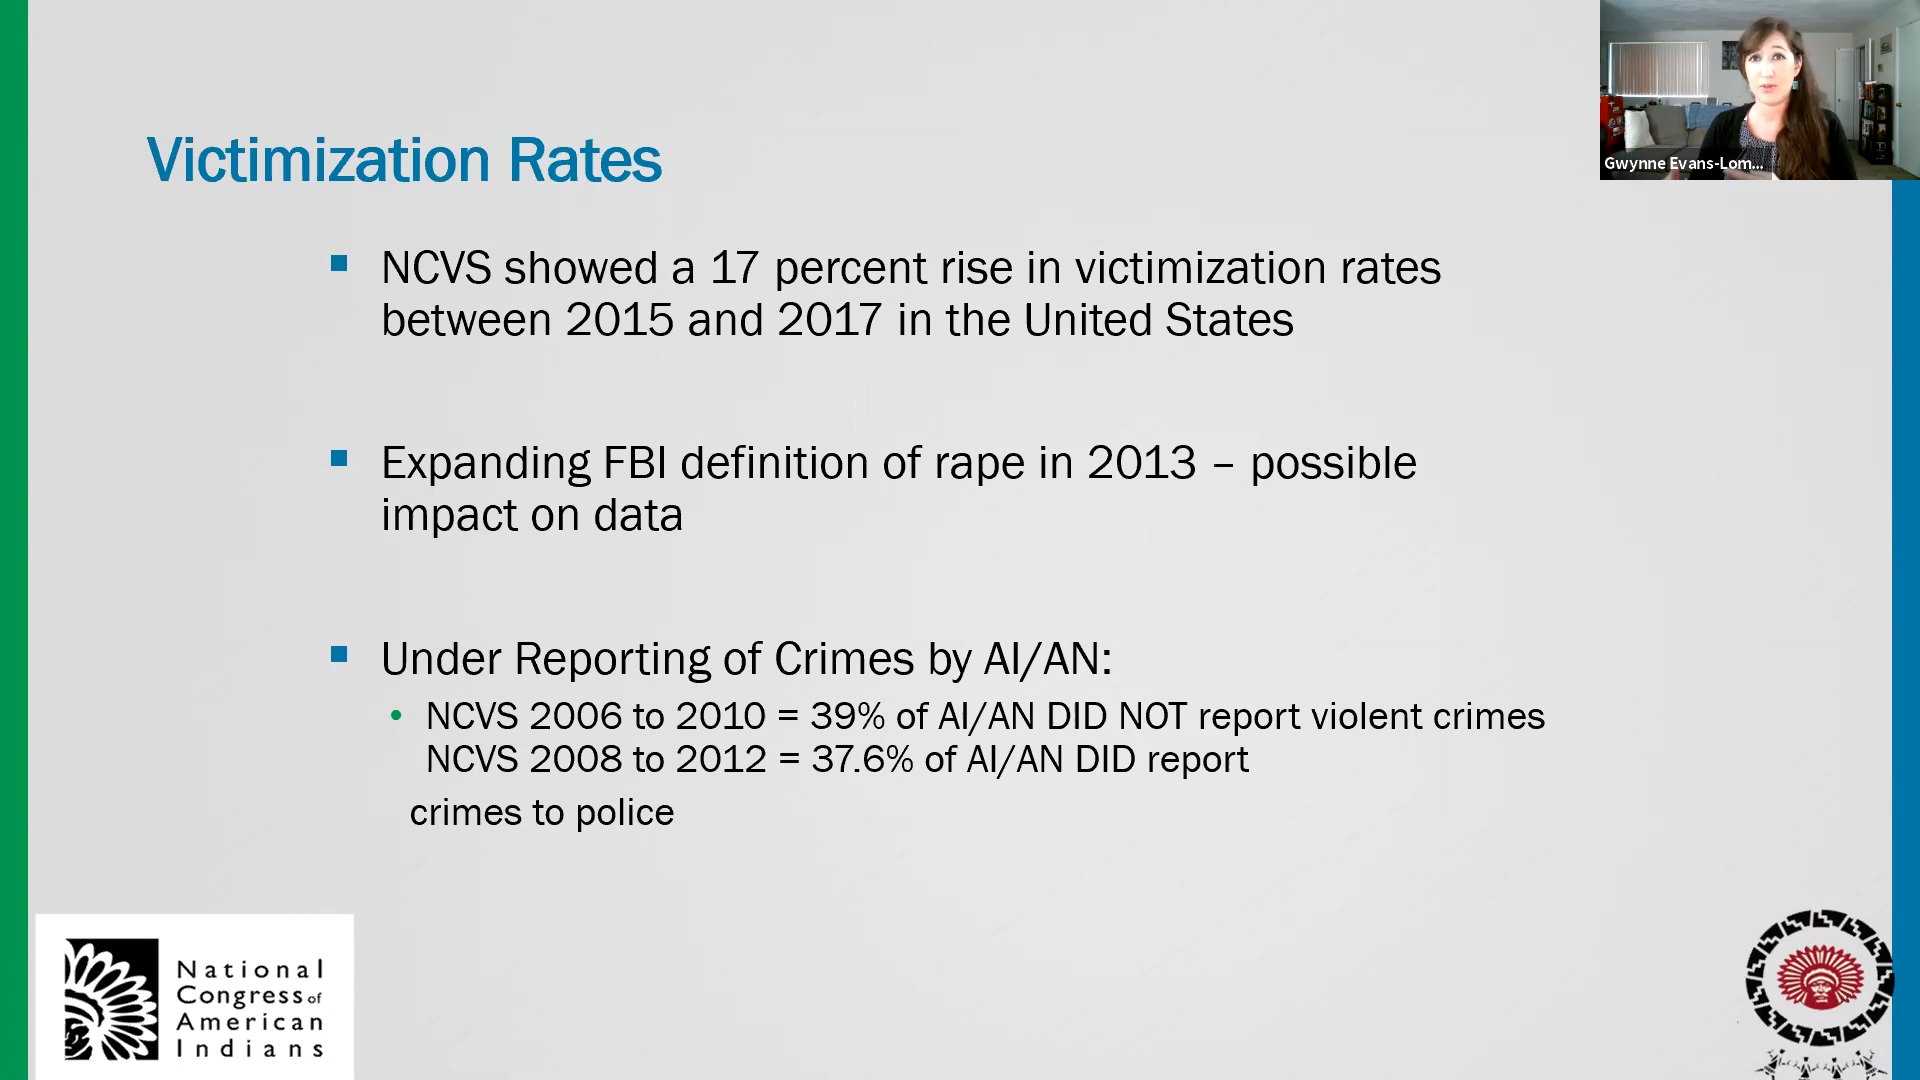 Gwynne Evans-Lom...
Victimization Rates
NCVS showed a 17 percent rise in victimization rates
between 2015 and 2017 in the United States
Expanding FBI definition of rape in 2013 – possible
impact on data
Under Reporting of Crimes by AI/AN:
NCVS 2006 to 2010 = 39% of AI/AN DID NOT report violent crimes
NCVS 2008 to 2012 = 37.6% of AI/AN DID report
crimes to police
National
Congress of
American
Indians